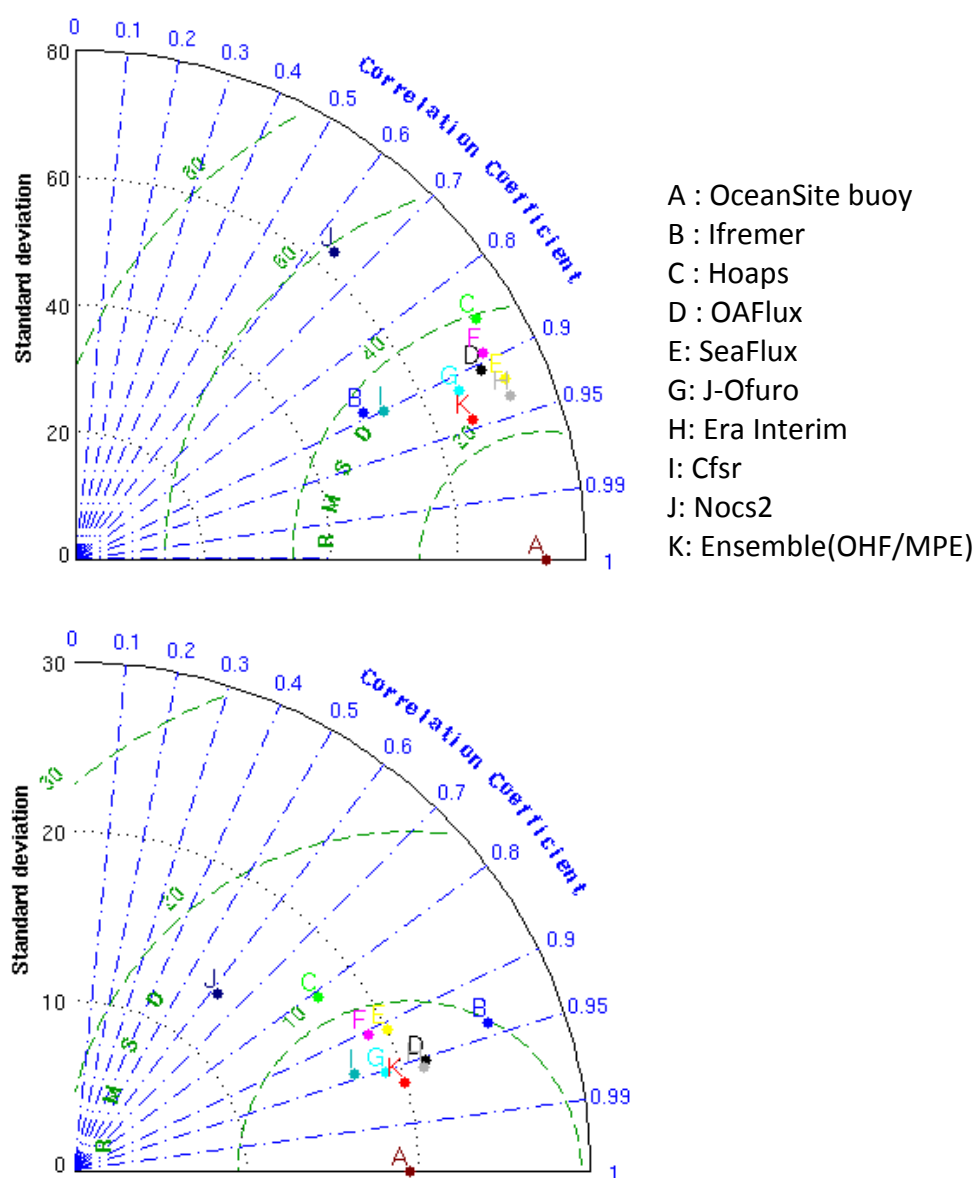 0
0.1
0.2
0.3
0.4
0.5
0.6
0.7
0.8
0.9
0.95
0.99
1
Correlation Coefficient
80
60
40
20
0
Standard deviation
80
60
40
20
R M S D
J
C
F
D
E
H
G
K
B
I
A
A : OceanSite buoy
B : Ifremer
C : Hoaps
D : OAFlux
E: SeaFlux
G: J-Ofuro
H: Era Interim
I: Cfsr
J: Nocs2
K: Ensemble(OHF/MPE)
0
0.1
0.2
0.3
0.4
0.5
0.6
0.7
0.8
0.9
0.95
0.99
1
Correlation Coefficient
30
20
10
0
Standard deviation
30
20
10
R M S D
J
C
B
F
E
D
I
G
K
A